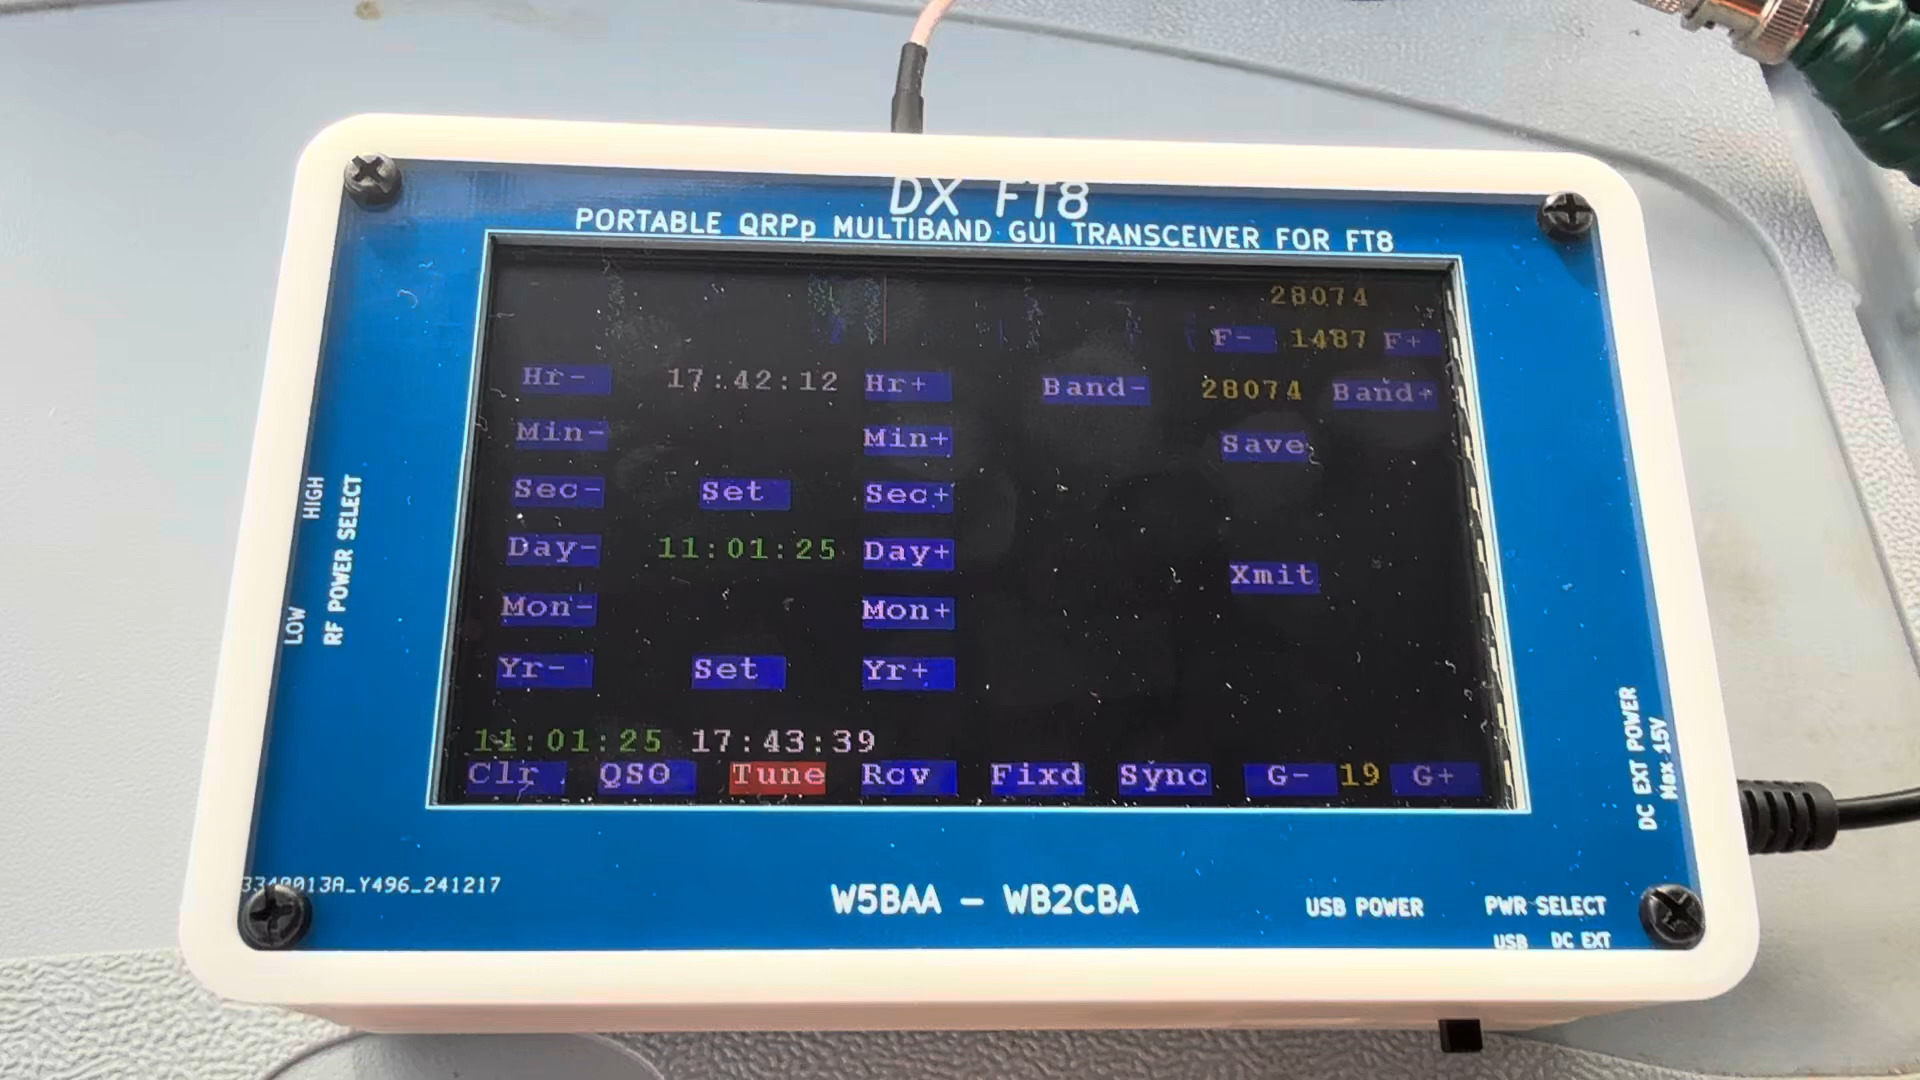 DX FT8
PORTABLE QRPp MULTIBAND GUI TRANSCEIVER FOR FT8
28074
F- 1487 F+
Hr- 17:42:12 Hr+ Band- 28074 Band+
Min- Min+ Save
Sec- Set Sec+
Day- 11:01:25 Day+
Xmit
Mon- Mon+
Yr- Set Yr+
11:01:25 17:43:39
Clr QSO Tune Rcv Fixd Sync G- 19 G+
LOW HIGH
RF POWER SELECT
DC EXT POWER
Max 15V
3340013A_Y496_241217
W5BAA - WB2CBA
USB POWER
PWR SELECT
USB DC EXT